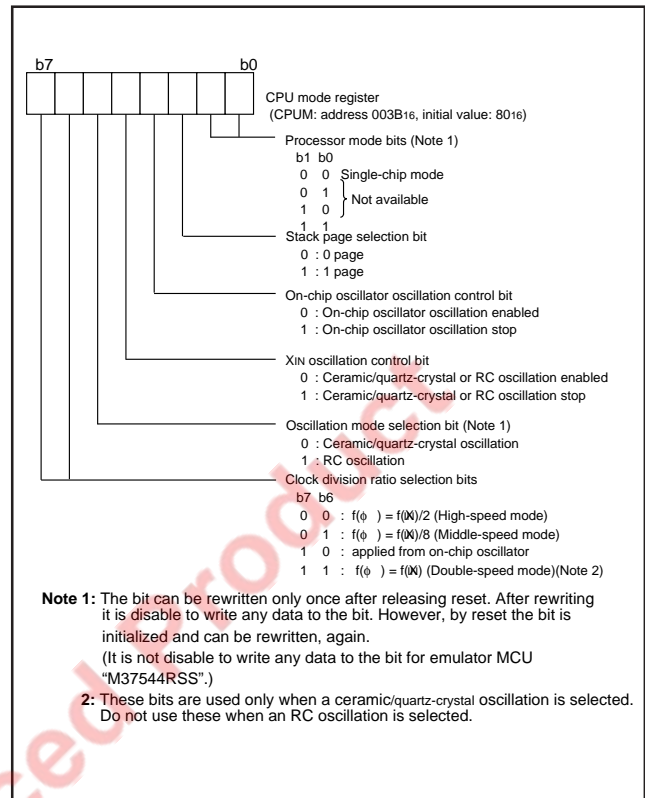 b7 b0
CPU mode register
(CPUM: address 003B16, initial value: 8016)
Processor mode bits (Note 1)
b1 b0
0 0 Single-chip mode
0 1
Not available
1 0
1 1
Stack page selection bit
0 : 0 page
1 : 1 page
On-chip oscillator oscillation control bit
0 : On-chip oscillator oscillation enabled
1 : On-chip oscillator oscillation stop
XIN oscillation control bit
0 : Ceramic/quartz-crystal or RC oscillation enabled
1 : Ceramic/quartz-crystal or RC oscillation stop
Oscillation mode selection bit (Note 1)
0 : Ceramic/quartz-crystal oscillation
1 : RC oscillation
Clock division ratio selection bits
b7 b6
0 0 : f(φ ) = f(XIN)/2 (High-speed mode)
0 1 : f(φ ) = f(XIN)/8 (Middle-speed mode)
1 0 : applied from on-chip oscillator
1 1 : f(φ ) = f(XIN) (Double-speed mode)(Note 2)
Note 1: The bit can be rewritten only once after releasing reset. After rewriting
it is disable to write any data to the bit. However, by reset the bit is
initialized and can be rewritten, again.
(It is not disable to write any data to the bit for emulator MCU
“M37544RSS”.)
2: These bits are used only when a ceramic/quartz-crystal oscillation is selected.
Do not use these when an RC oscillation is selected.
ced Product